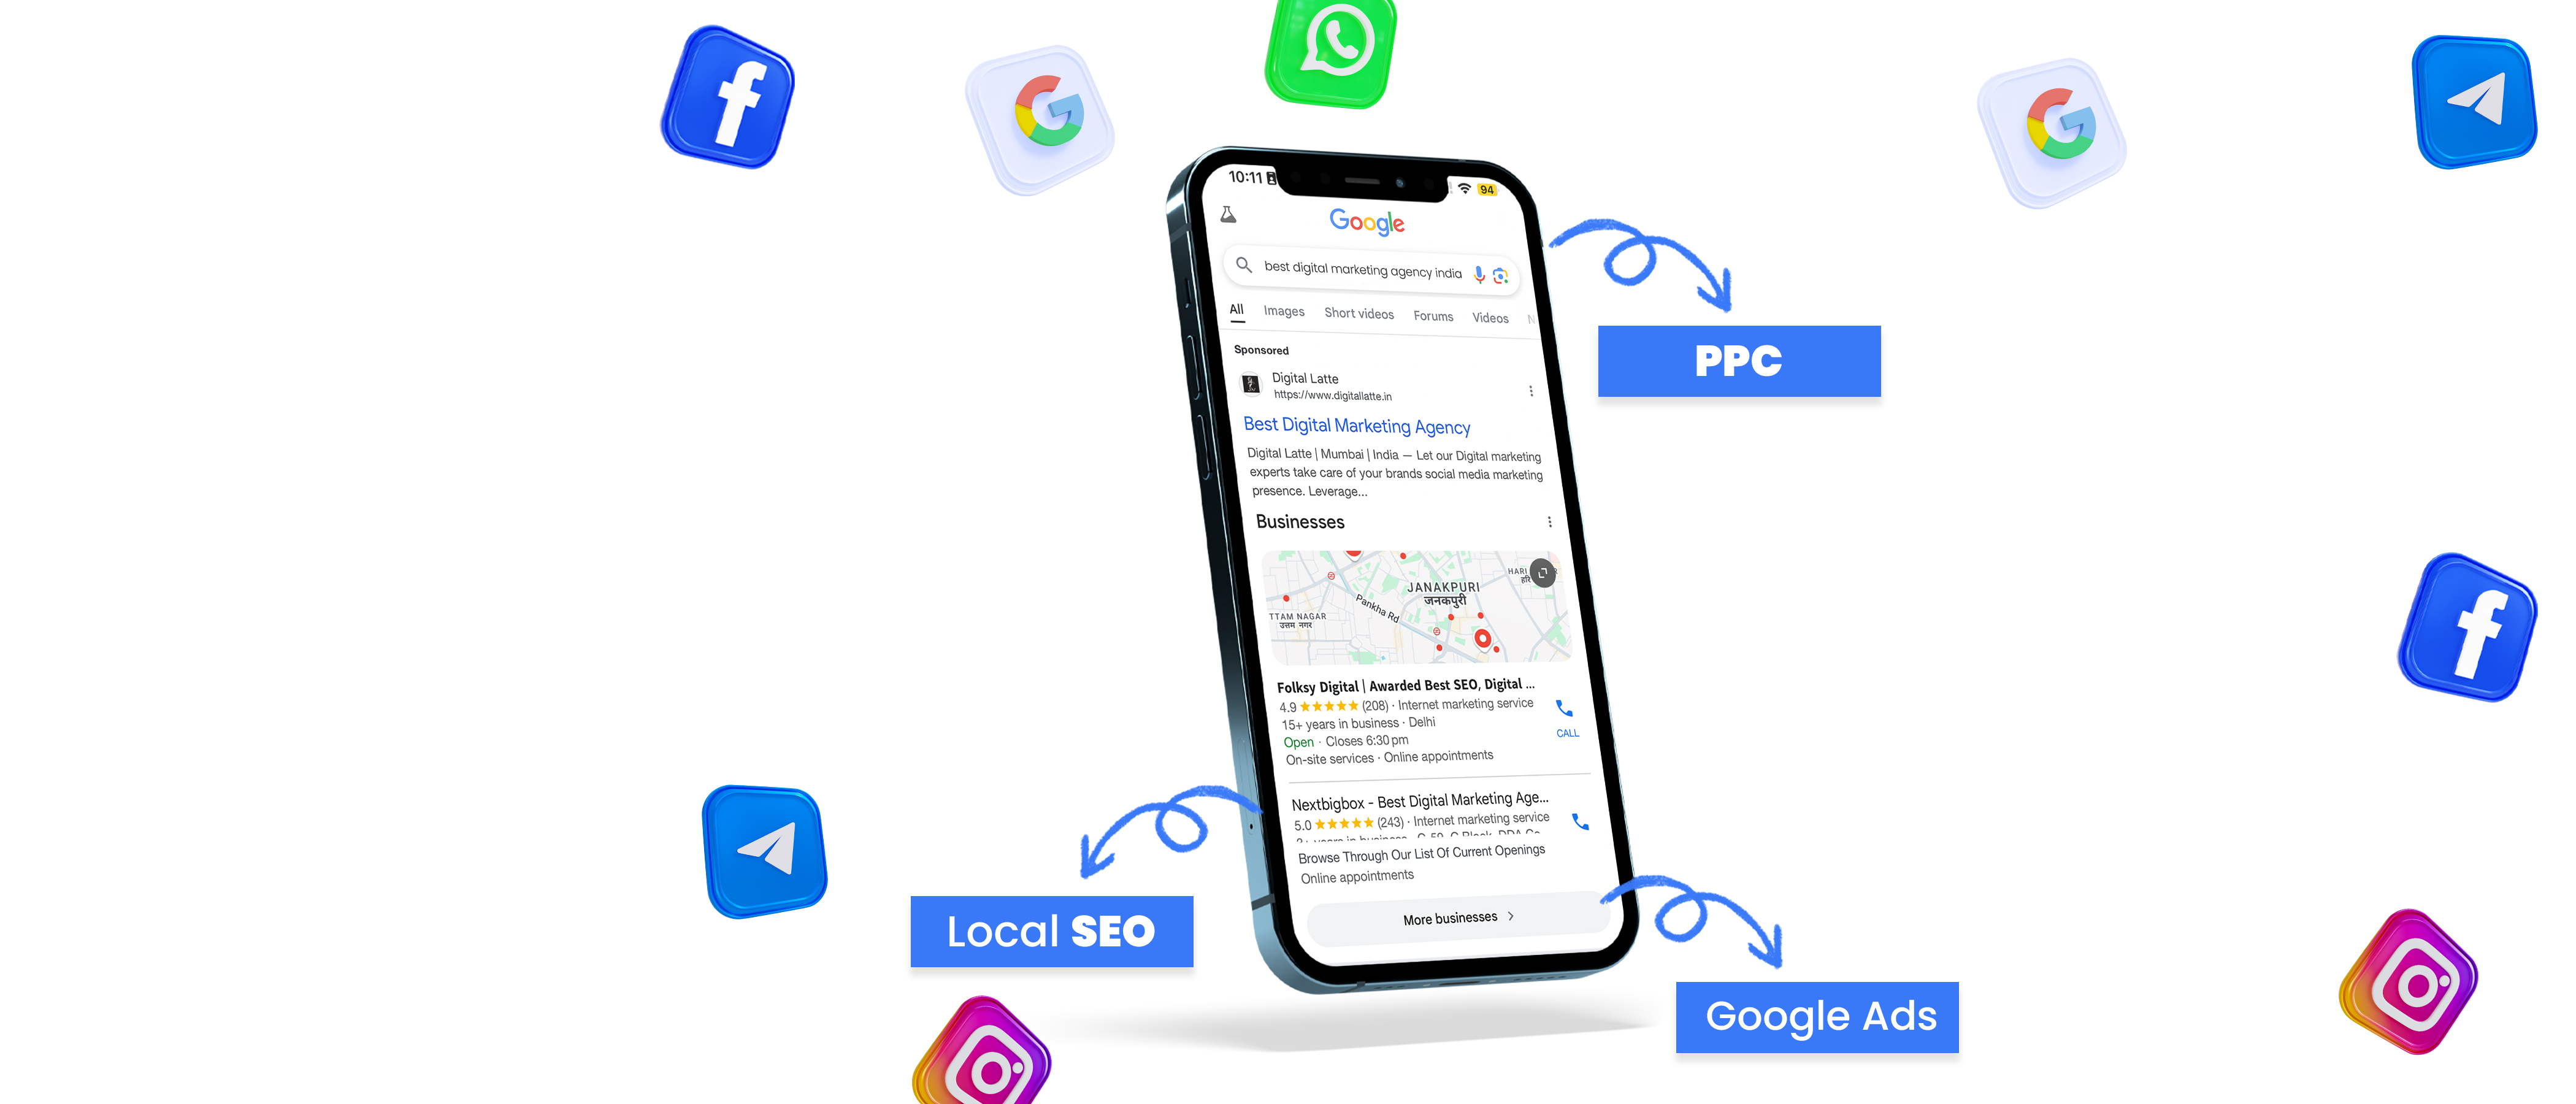 10:11
94
Google
best digital marketing agency india
All Images Short videos Forums Videos N
Sponsored
Digital Latte
https://www.digitallatte.in
Best Digital Marketing Agency
Digital Latte | Mumbai | India — Let our Digital marketing
experts take care of your brands social media marketing
presence. Leverage...
Businesses
JANAKPURI
जनकपुरी
HARI
Pankha Rd
TTAM NAGAR
उत्तम नगर
Folksy Digital | Awarded Best SEO, Digital ...
4.9 (208) · Internet marketing service
15+ years in business · Delhi
Open · Closes 6:30 pm
On-site services · Online appointments
CALL
Nextbigbox - Best Digital Marketing Age...
5.0 (243) · Internet marketing service
Browse Through Our List Of Current Openings
Online appointments
More businesses
PPC
Local SEO
Google Ads